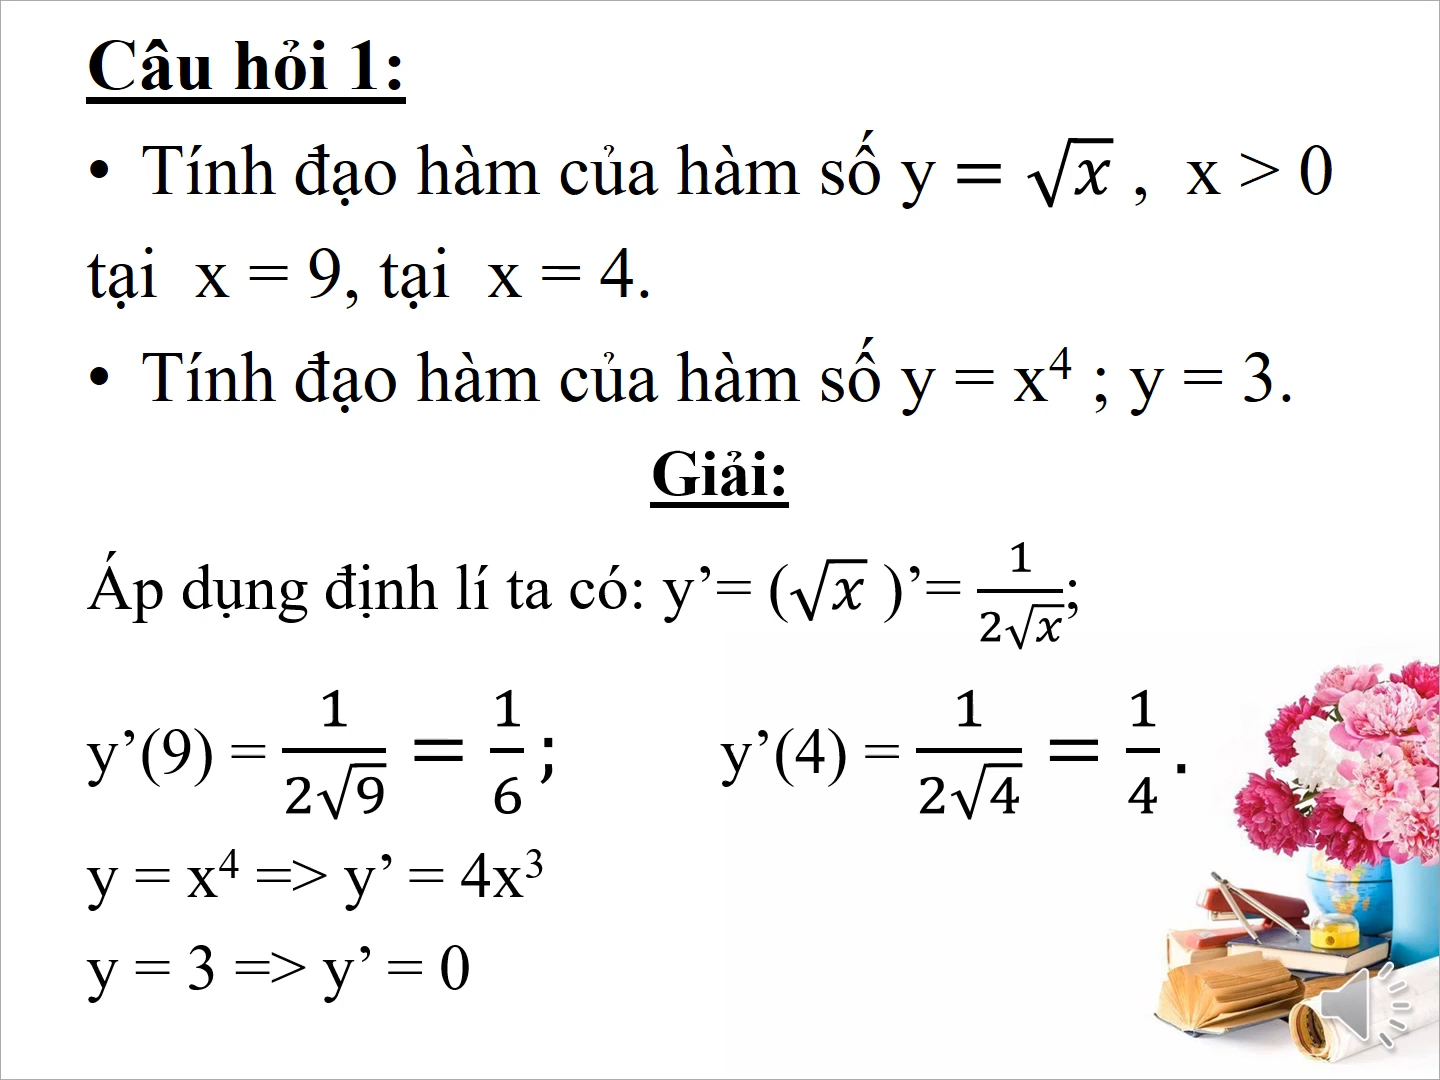 Câu hỏi 1:
• Tính đạo hàm của hàm số y = √x , x > 0
tại x = 9, tại x = 4.
• Tính đạo hàm của hàm số y = x⁴ ; y = 3.
Giải:
Áp dụng định lí ta có: y’= (√x )’= 1/(2√x);
y’(9) = 1/(2√9) = 1/6 ; y’(4) = 1/(2√4) = 1/4 .
y = x⁴ => y’ = 4x³
y = 3 => y’ = 0